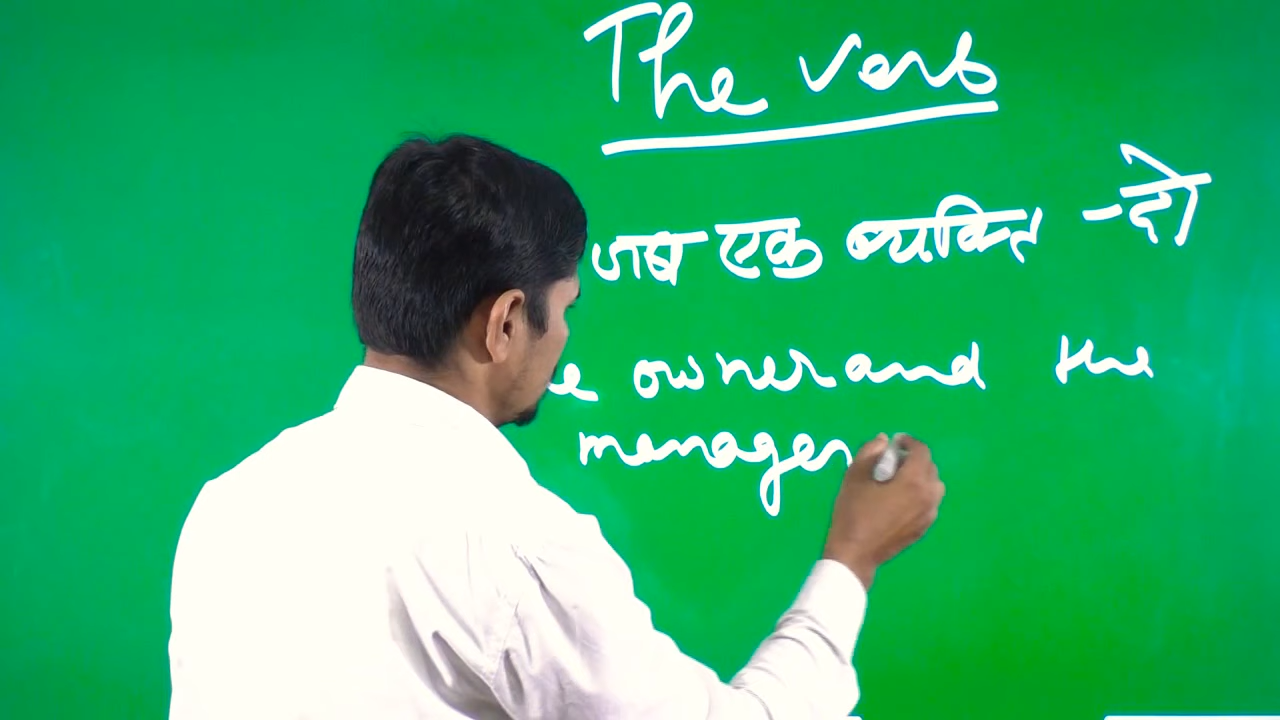 The verb
जब एक व्यक्ति - दो
e owner and the
manager